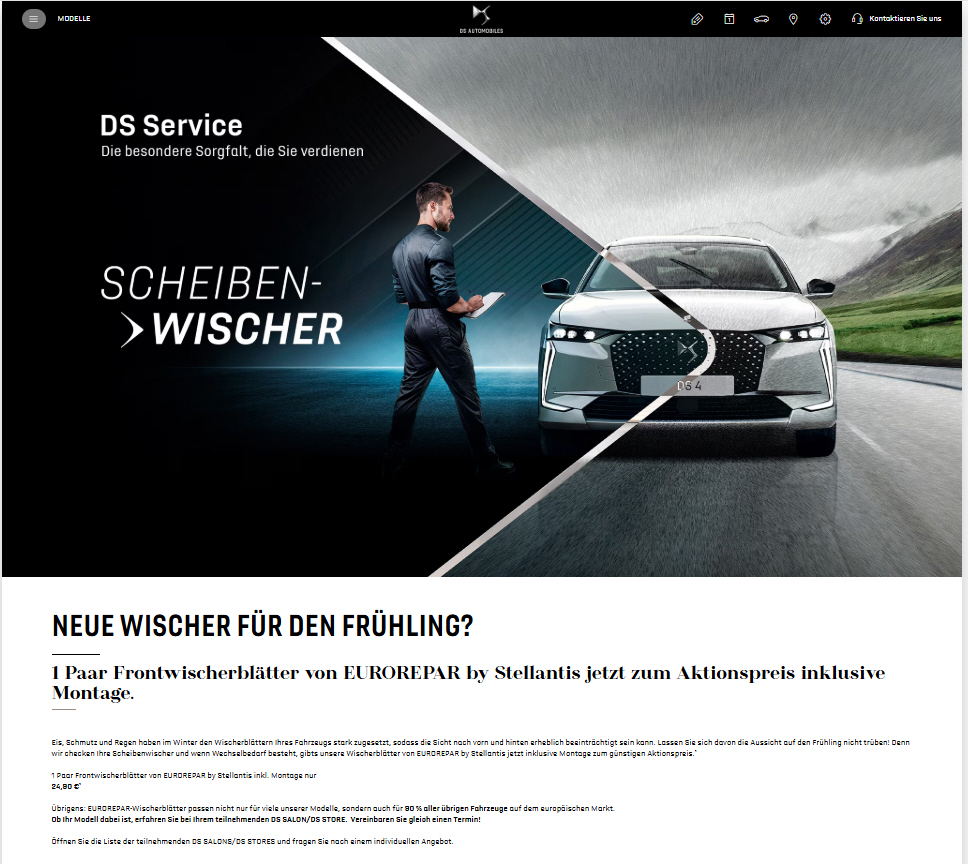 MODELLE
DS AUTOMOBILES
Kontaktieren Sie uns
DS Service
Die besondere Sorgfalt, die Sie verdienen
SCHEIBEN-
WISCHER
DS 4
NEUE WISCHER FÜR DEN FRÜHLING?
1 Paar Frontwischerblätter von EUROREPAR by Stellantis jetzt zum Aktionspreis inklusive
Montage.
Eis, Schmutz und Regen haben im Winter den Wischerblättern Ihres Fahrzeugs stark zugesetzt, sodass die Sicht nach vorn und hinten erheblich beeinträchtigt sein kann. Lassen Sie sich davon die Aussicht auf den Frühling nicht trüben! Denn
wir checken Ihre Scheibenwischer und wenn Wechselbedarf besteht, gibts unsere Wischerblätter von EUROREPAR by Stellantis jetzt inklusive Montage zum günstigen Aktionspreis.*
1 Paar Frontwischerblätter von EUROREPAR by Stellantis inkl. Montage nur
24,90 €*
Übrigens: EUROREPAR-Wischerblätter passen nicht nur für viele unserer Modelle, sondern auch für 90 % aller übrigen Fahrzeuge auf dem europäischen Markt.
Ob Ihr Modell dabei ist, erfahren Sie bei Ihrem teilnehmenden DS SALON/DS STORE. Vereinbaren Sie gleich einen Termin!
Öffnen Sie die Liste der teilnehmenden DS SALONS/DS STORES und fragen Sie nach einem individuellen Angebot.